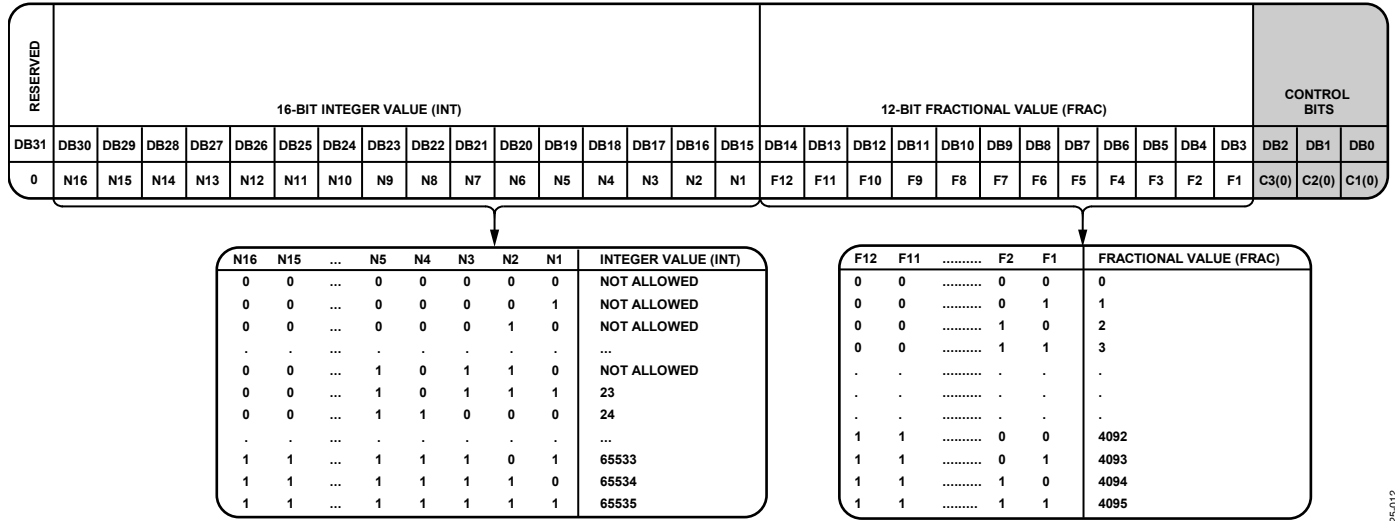 RESERVED
16-BIT INTEGER VALUE (INT)
12-BIT FRACTIONAL VALUE (FRAC)
CONTROL
BITS
DB31 DB30 DB29 DB28 DB27 DB26 DB25 DB24 DB23 DB22 DB21 DB20 DB19 DB18 DB17 DB16 DB15 DB14 DB13 DB12 DB11 DB10 DB9 DB8 DB7 DB6 DB5 DB4 DB3 DB2 DB1 DB0
0 N16 N15 N14 N13 N12 N11 N10 N9 N8 N7 N6 N5 N4 N3 N2 N1 F12 F11 F10 F9 F8 F7 F6 F5 F4 F3 F2 F1 C3(0) C2(0) C1(0)
N16 N15 ... N5 N4 N3 N2 N1 INTEGER VALUE (INT)
0 0 ... 0 0 0 0 0 NOT ALLOWED
0 0 ... 0 0 0 0 1 NOT ALLOWED
0 0 ... 0 0 0 1 0 NOT ALLOWED
. . ... . . . . . ...
0 0 ... 1 0 1 1 0 NOT ALLOWED
0 0 ... 1 0 1 1 1 23
0 0 ... 1 1 0 0 0 24
. . ... . . . . . ...
1 1 ... 1 1 1 0 1 65533
1 1 ... 1 1 1 1 0 65534
1 1 ... 1 1 1 1 1 65535
F12 F11 .......... F2 F1 FRACTIONAL VALUE (FRAC)
0 0 .......... 0 0 0
0 0 .......... 0 1 1
0 0 .......... 1 0 2
0 0 .......... 1 1 3
. . .......... . . .
. . .......... . . .
. . .......... . . .
1 1 .......... 0 0 4092
1 1 .......... 0 1 4093
1 1 .......... 1 0 4094
1 1 ......... 1 1 4095